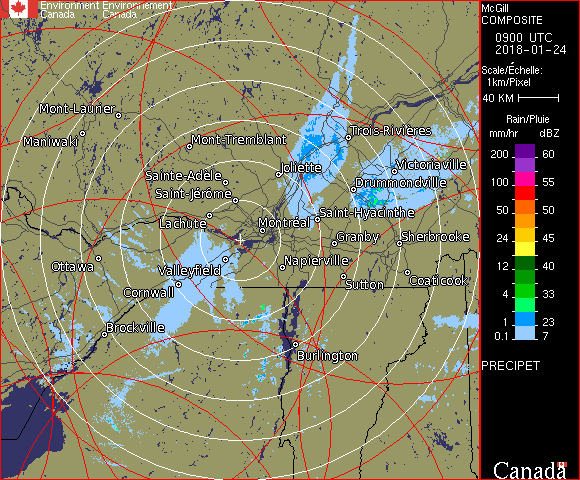 Environment Environnement
Canada Canada
McGill
COMPOSITE
0900 UTC
2018-01-24
Scale/Échelle:
1km/Pixel
40 KM
Rain/Pluie
mm/hr dBZ
200 60
100 55
50 50
24 45
12 40
4 33
1 23
0.1 7
PRECIPET
Canada
Mont-Laurier
Maniwaki
Mont-Tremblant
Trois-Rivières
Joliette
Victoriaville
Sainte-Adèle
Drummondville
Saint-Jérôme
Saint-Hyacinthe
Lachute
Montréal
Granby
Sherbrooke
Ottawa
Valleyfield
Napierville
Cornwall
Sutton
Coaticook
Brockville
Burlington